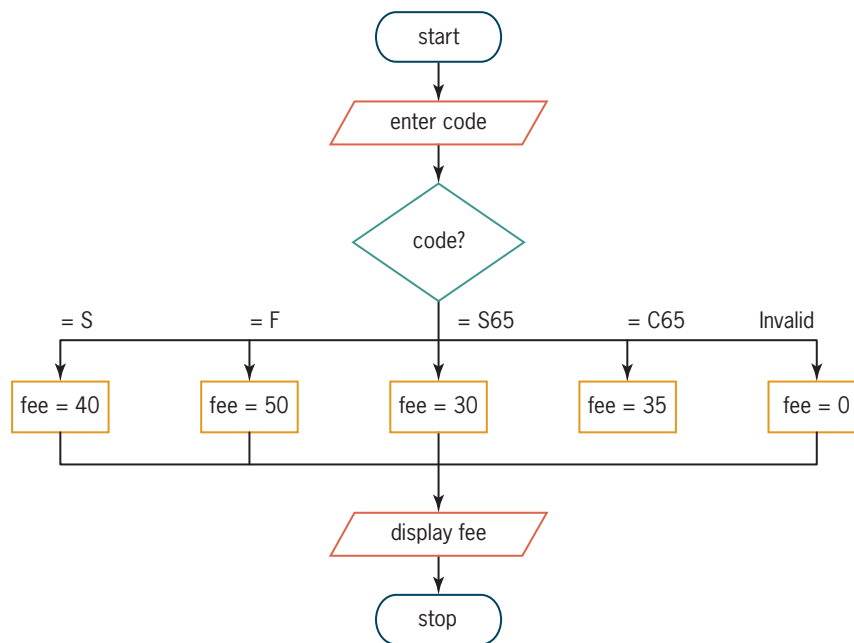 start
enter code
code?
= S
= F
= S65
= C65
Invalid
fee = 40
fee = 50
fee = 30
fee = 35
fee = 0
display fee
stop